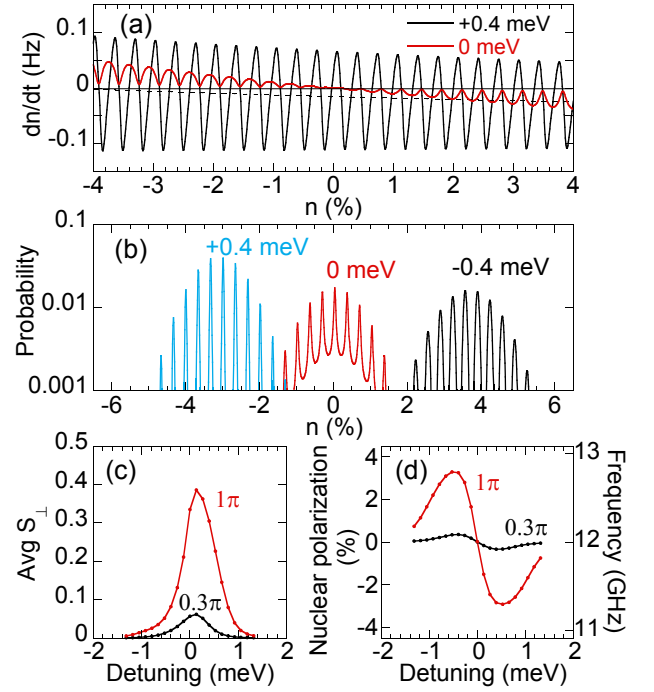 (a)
+0.4 meV
0 meV
dn/dt (Hz)
0.1
0
-0.1
-4 -3 -2 -1 0 1 2 3 4
n (%)
(b)
+0.4 meV
0 meV
-0.4 meV
Probability
0.1
0.01
0.001
-6 -4 -2 0 2 4 6
n (%)
(c)
1π
0.3π
Avg S⊥
0.5
0.4
0.3
0.2
0.1
0
-2 -1 0 1 2
Detuning (meV)
(d)
1π
0.3π
Nuclear polarization
(%)
4
2
0
-2
-4
13
12
11
Frequency (GHz)
-2 -1 0 1 2
Detuning (meV)